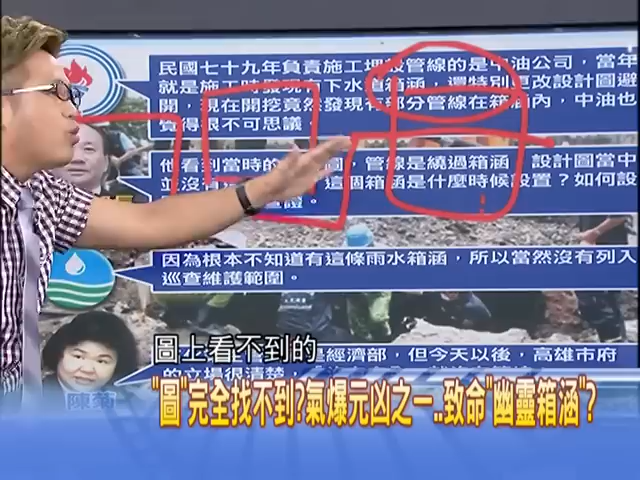 民國七十九年負責施工埋設管線的是中油公司，當年
就是施工時發現有下水道箱涵，還特別更改設計圖避
開，現在開挖竟然發現有部分管線在箱涵內，中油也
覺得很不可思議
他看到當時的 圖，管線是繞過箱涵 設計圖當中
並沒有 這個箱涵是什麼時候設置？如何設
證。
因為根本不知道有這條雨水箱涵，所以當然沒有列入
巡查維護範圍。
圖上看不到的
是經濟部，但今天以後，高雄市府
的立場很清楚，
陳菊
"圖"完全找不到?氣爆元凶之一..致命"幽靈箱涵"?